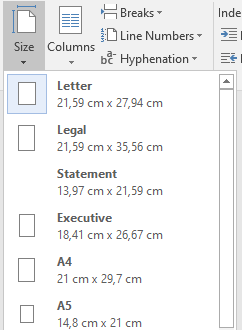 Size
Columns
Breaks
Line Numbers
Hyphenation
Inde
Letter
21,59 cm x 27,94 cm
Legal
21,59 cm x 35,56 cm
Statement
13,97 cm x 21,59 cm
Executive
18,41 cm x 26,67 cm
A4
21 cm x 29,7 cm
A5
14,8 cm x 21 cm